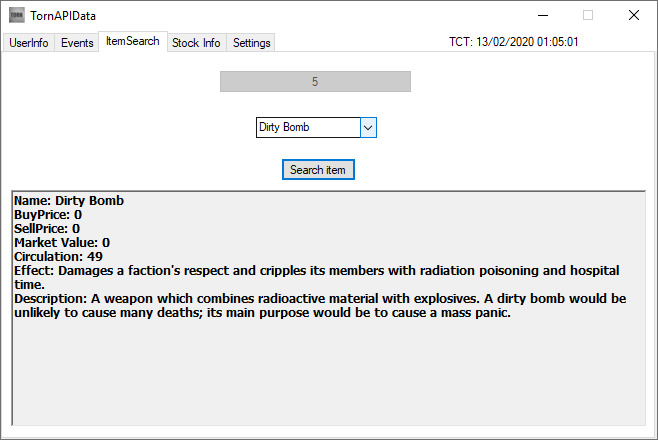 TORN TornAPIData
UserInfo Events ItemSearch Stock Info Settings TCT: 13/02/2020 01:05:01
5
Dirty Bomb
Search item
Name: Dirty Bomb
BuyPrice: 0
SellPrice: 0
Market Value: 0
Circulation: 49
Effect: Damages a faction's respect and cripples its members with radiation poisoning and hospital
time.
Description: A weapon which combines radioactive material with explosives. A dirty bomb would be
unlikely to cause many deaths; its main purpose would be to cause a mass panic.